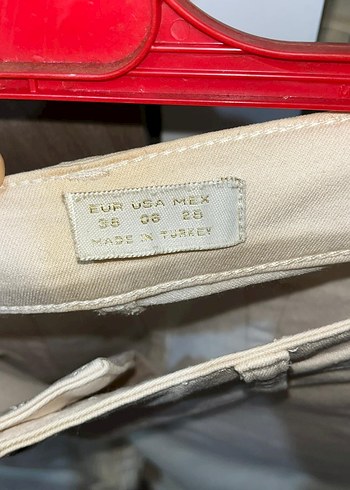 EUR USA MEX
38 06 28
MADE IN TURKEY